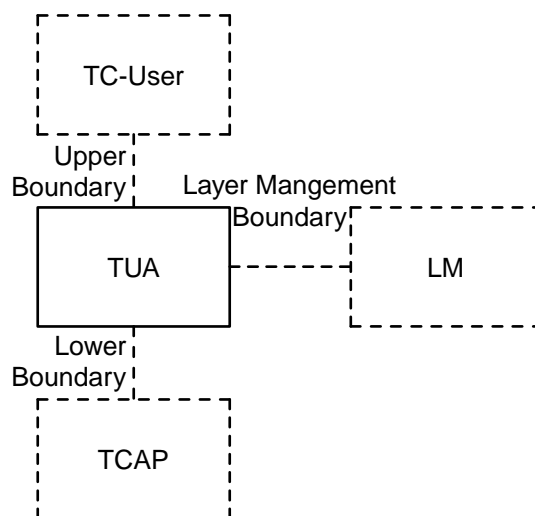 TC-User
Upper
Boundary
Layer Mangement
Boundary
TUA
LM
Lower
Boundary
TCAP